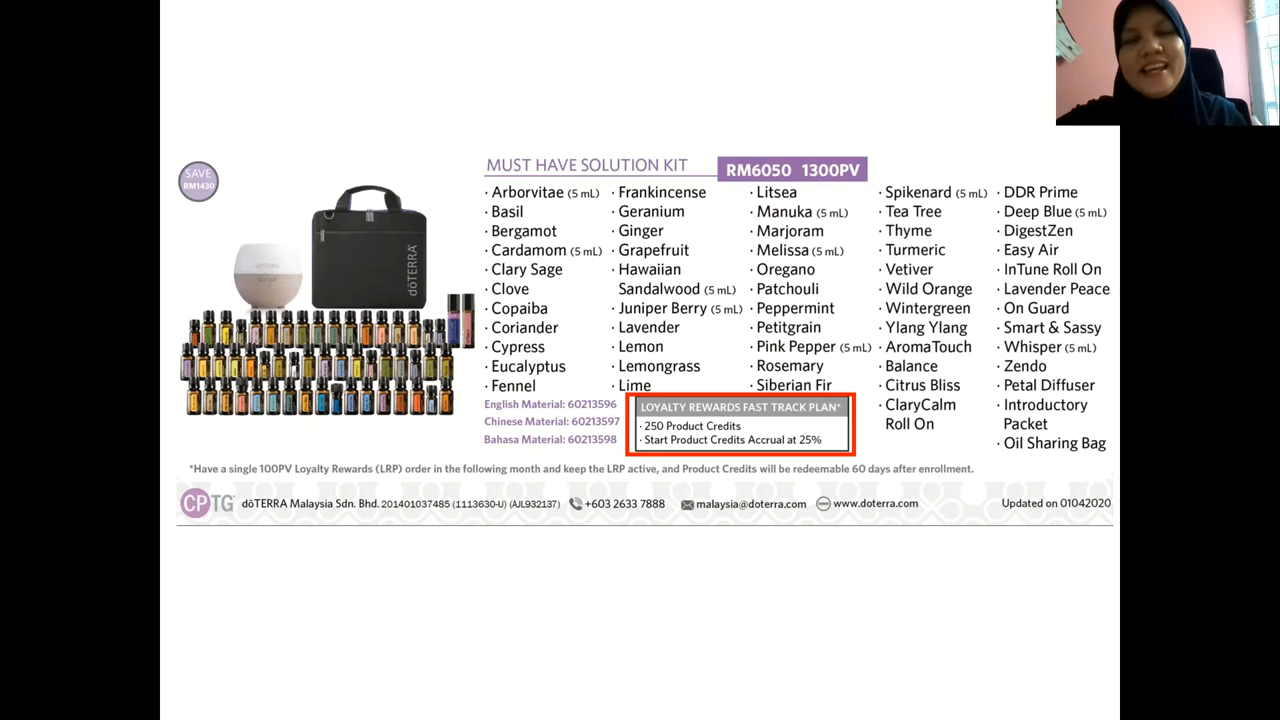 SAVE
RM1430
MUST HAVE SOLUTION KIT
RM6050 1300PV
· Arborvitae (5 mL)
· Basil
· Bergamot
· Cardamom (5 mL)
· Clary Sage
· Clove
· Copaiba
· Coriander
· Cypress
· Eucalyptus
· Fennel
· Frankincense
· Geranium
· Ginger
· Grapefruit
· Hawaiian
Sandalwood (5 mL)
· Juniper Berry (5 mL)
· Lavender
· Lemon
· Lemongrass
· Lime
· Litsea
· Manuka (5 mL)
· Marjoram
· Melissa (5 mL)
· Oregano
· Patchouli
· Peppermint
· Petitgrain
· Pink Pepper (5 mL)
· Rosemary
· Siberian Fir
· Spikenard (5 mL)
· Tea Tree
· Thyme
· Turmeric
· Vetiver
· Wild Orange
· Wintergreen
· Ylang Ylang
· AromaTouch
· Balance
· Citrus Bliss
· ClaryCalm
Roll On
· DDR Prime
· Deep Blue (5 mL)
· DigestZen
· Easy Air
· InTune Roll On
· Lavender Peace
· On Guard
· Smart & Sassy
· Whisper (5 mL)
· Zendo
· Petal Diffuser
· Introductory
Packet
· Oil Sharing Bag
dōTERRA
English Material: 60213596
Chinese Material: 60213597
Bahasa Material: 60213598
LOYALTY REWARDS FAST TRACK PLAN*
· 250 Product Credits
· Start Product Credits Accrual at 25%
*Have a single 100PV Loyalty Rewards (LRP) order in the following month and keep the LRP active, and Product Credits will be redeemable 60 days after enrollment.
CPTG dōTERRA Malaysia Sdn. Bhd. 201401037485 (1113630-U) (AJL932137) +603 2633 7888 malaysia@doterra.com www.doterra.com Updated on 01042020